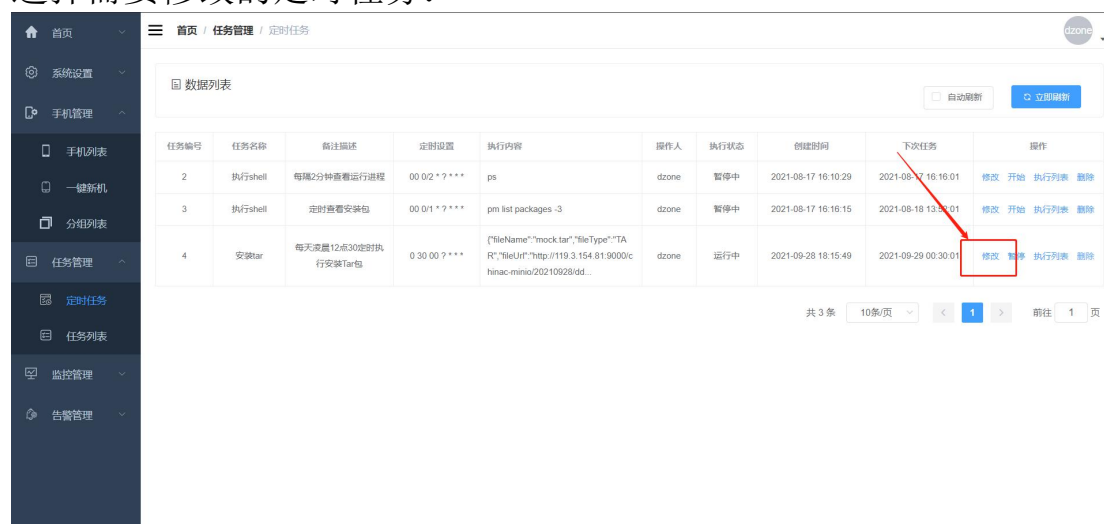 选择需要修改的定时任务:
首页
首页 / 任务管理 / 定时任务
dzone
系统设置
手机管理
手机列表
一键新机
分组列表
任务管理
定时任务
任务列表
监控管理
告警管理
数据列表
自动刷新
立即刷新
任务编号 任务名称 备注描述 定时设置 执行内容 操作人 执行状态 创建时间 下次任务 操作
2 执行shell 每隔2分钟查看运行进程 00 0/2 * ? * * * ps dzone 暂停中 2021-08-17 16:10:29 2021-08-17 16:16:01 修改 开始 执行列表 删除
3 执行shell 定时查看安装包 00 0/1 * ? * * * pm list packages -3 dzone 暂停中 2021-08-17 16:16:15 2021-08-18 13:52:01 修改 开始 执行列表 删除
4 安装tar 每天凌晨12点30定时执
行安装Tar包 0 30 00 ? * * * {"fileName":"mock.tar","fileType":"TA
R","fileUrl":"http://119.3.154.81:9000/c
hinac-minio/20210928/dd... dzone 运行中 2021-09-28 18:15:49 2021-09-29 00:30:01 修改 暂停 执行列表 删除
共 3 条 10条/页 < 1 > 前往 1 页